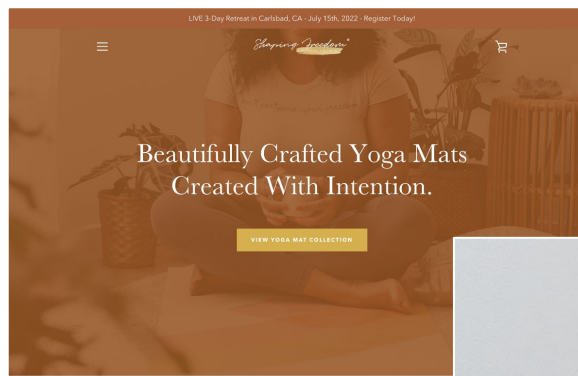 LIVE 3-Day Retreat in Carlsbad, CA - July 15th, 2022 - Register Today!
Shaping Freedom
Beautifully Crafted Yoga Mats
Created With Intention.
VIEW YOGA MAT COLLECTION